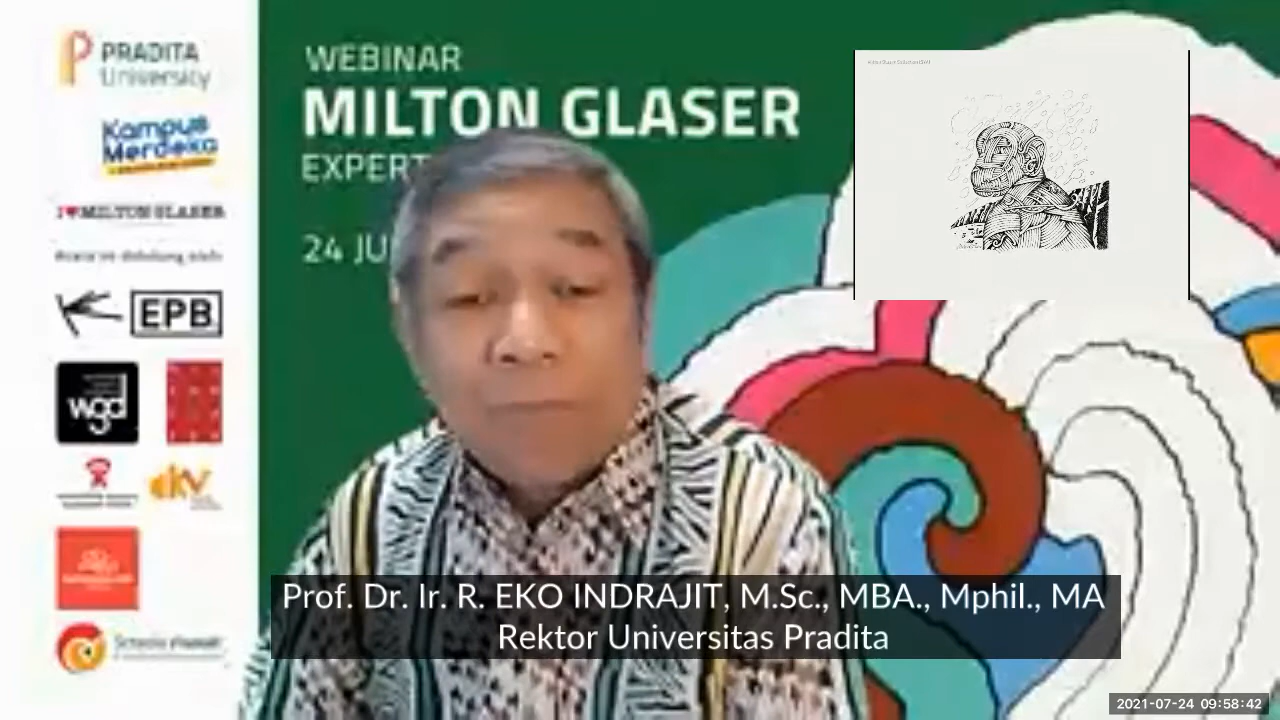 PRADITA
University
Kampus
Merdeka
I ♥ MILTON GLASER
EPB
wgd
dkv
WEBINAR
MILTON GLASER
EXPERT
24 JU
Prof. Dr. Ir. R. EKO INDRAJIT, M.Sc., MBA., Mphil., MA
Rektor Universitas Pradita
2021-07-24 09:58:42